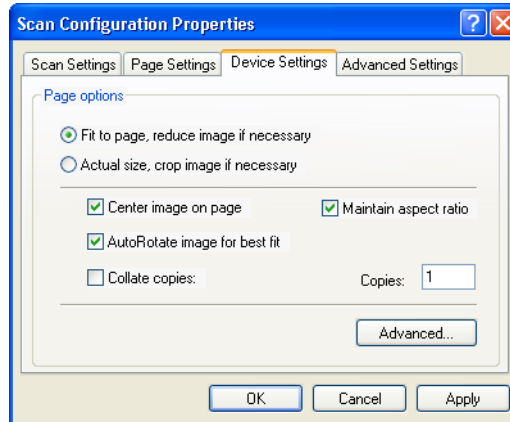 Scan Configuration Properties
Scan Settings Page Settings Device Settings Advanced Settings
Page options
Fit to page, reduce image if necessary
Actual size, crop image if necessary
Center image on page Maintain aspect ratio
AutoRotate image for best fit
Collate copies: Copies: 1
Advanced...
OK Cancel Apply